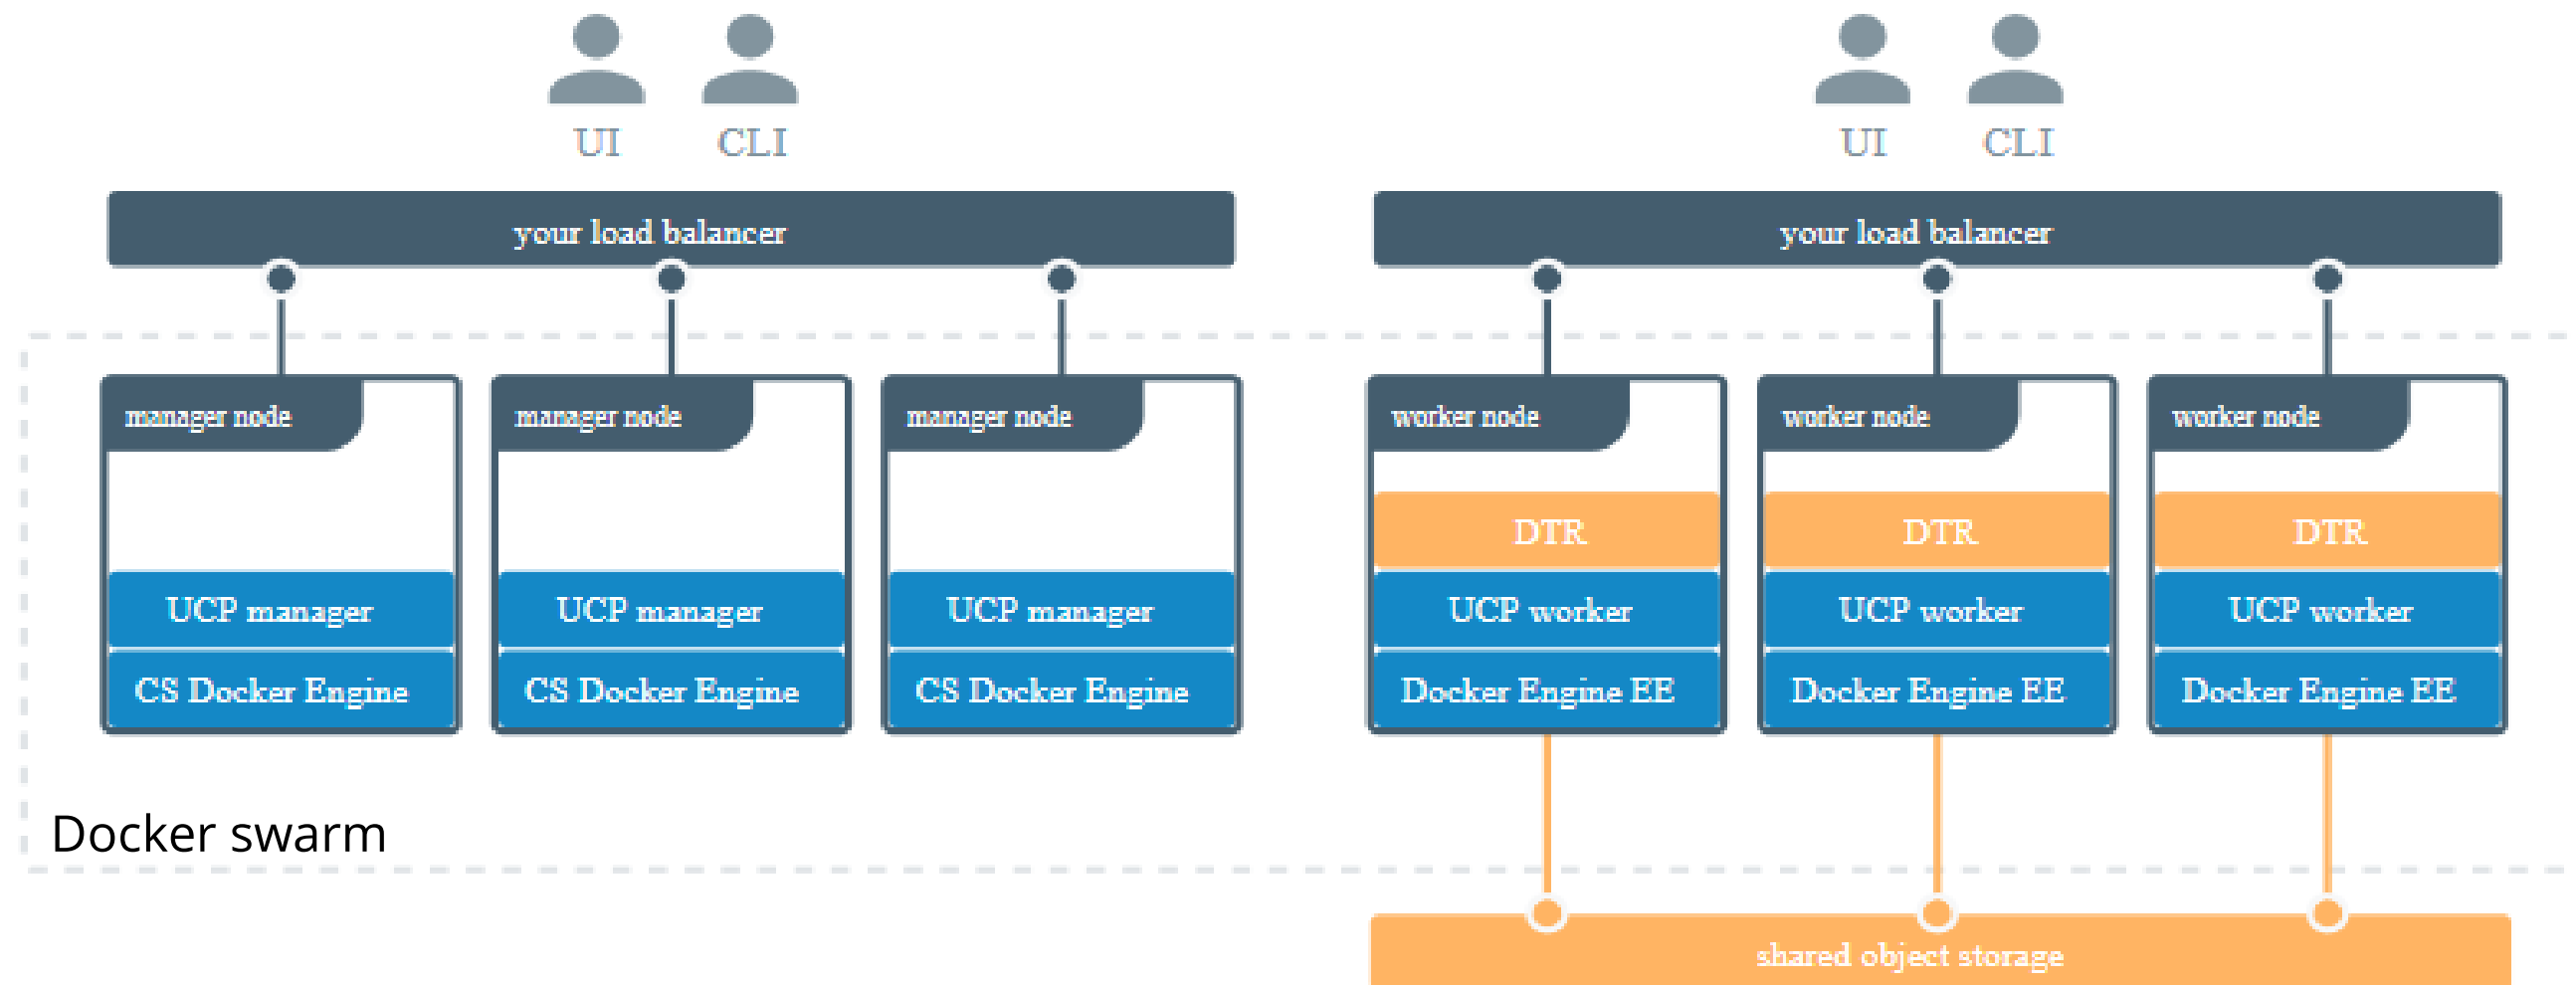 UI CLI UI CLI
your load balancer your load balancer
manager node manager node manager node worker node worker node worker node
DTR DTR DTR
UCP manager UCP manager UCP manager UCP worker UCP worker UCP worker
CS Docker Engine CS Docker Engine CS Docker Engine Docker Engine EE Docker Engine EE Docker Engine EE
Docker swarm
shared object storage